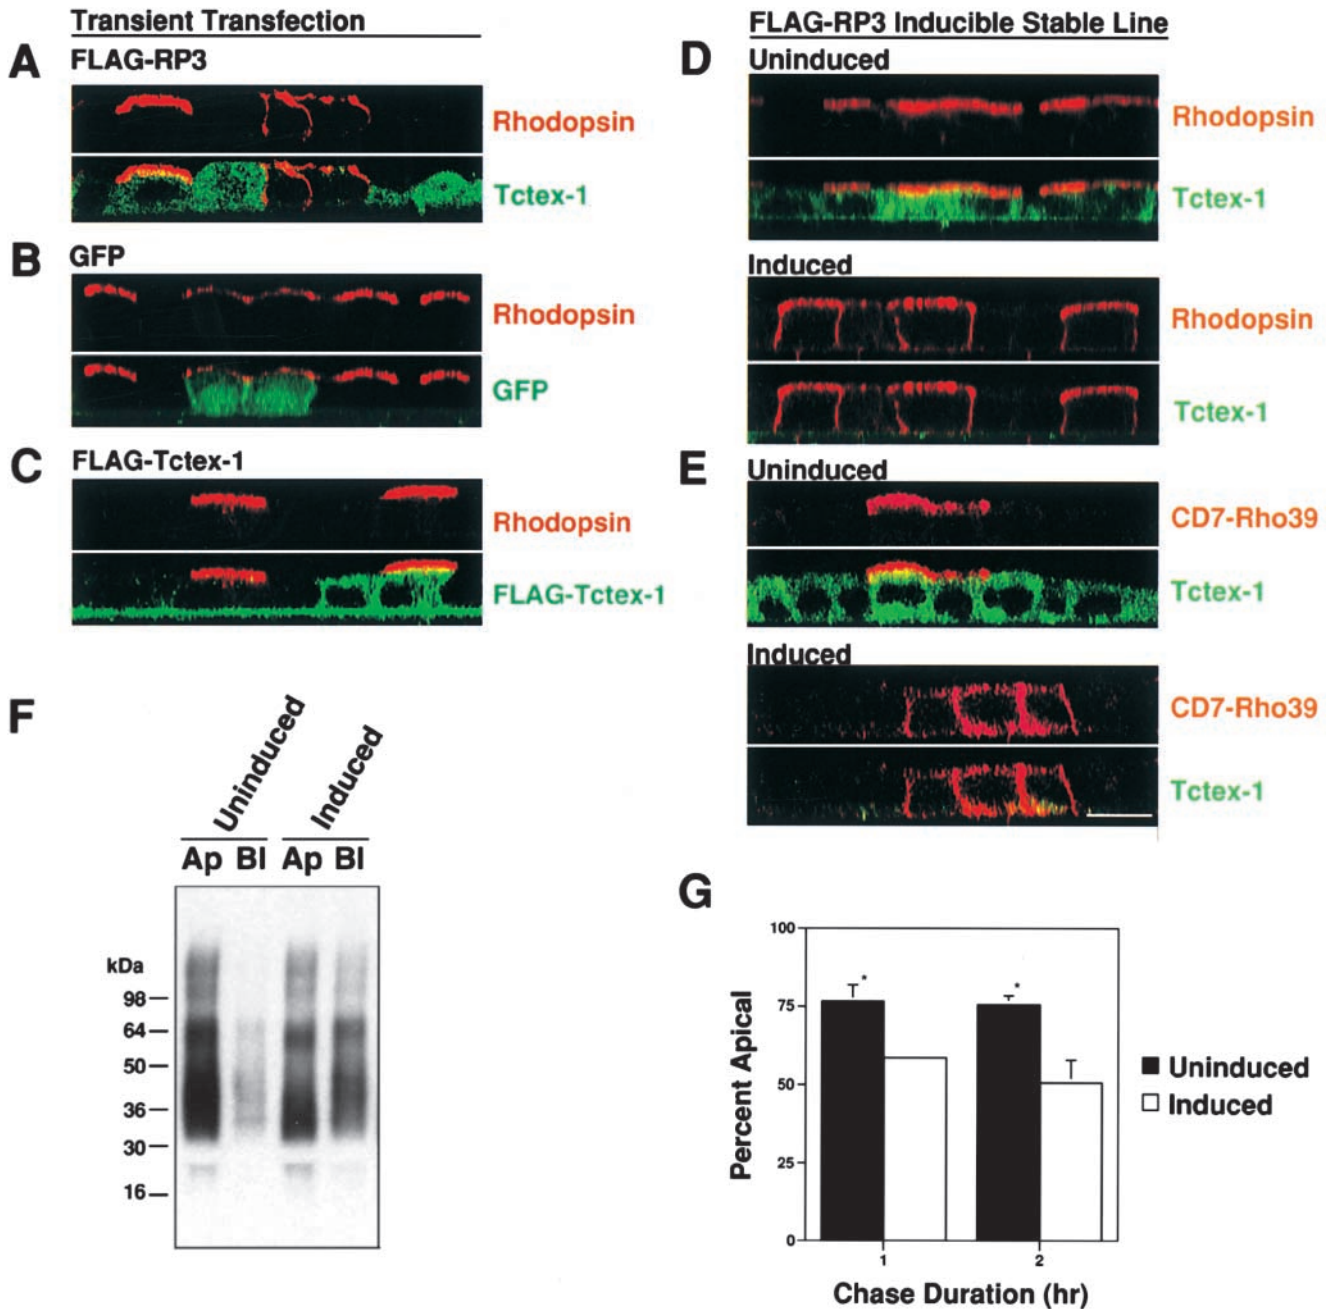 Transient Transfection
A
FLAG-RP3
Rhodopsin
Tctex-1
B
GFP
Rhodopsin
GFP
C
FLAG-Tctex-1
Rhodopsin
FLAG-Tctex-1
FLAG-RP3 Inducible Stable Line
D
Uninduced
Rhodopsin
Tctex-1
Induced
Rhodopsin
Tctex-1
E
Uninduced
CD7-Rho39
Tctex-1
Induced
CD7-Rho39
Tctex-1
F
Uninduced
Induced
Ap Bl Ap Bl
kDa
98
64
50
36
30
16
G
Percent Apical
100
75
50
25
0
*
*
1
2
Chase Duration (hr)
Uninduced
Induced